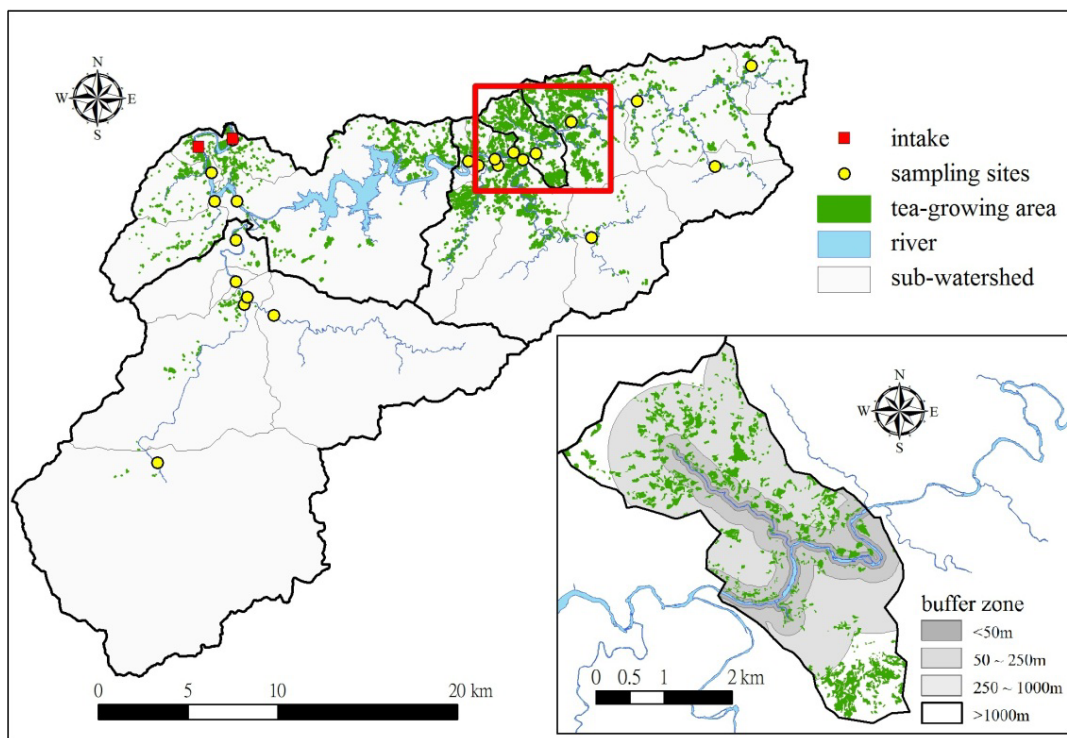 N
W E
S
intake
sampling sites
tea-growing area
river
sub-watershed
0 5 10 20 km
N
W E
S
buffer zone
<50m
50 ~ 250m
250 ~ 1000m
>1000m
0 0.5 1 2 km